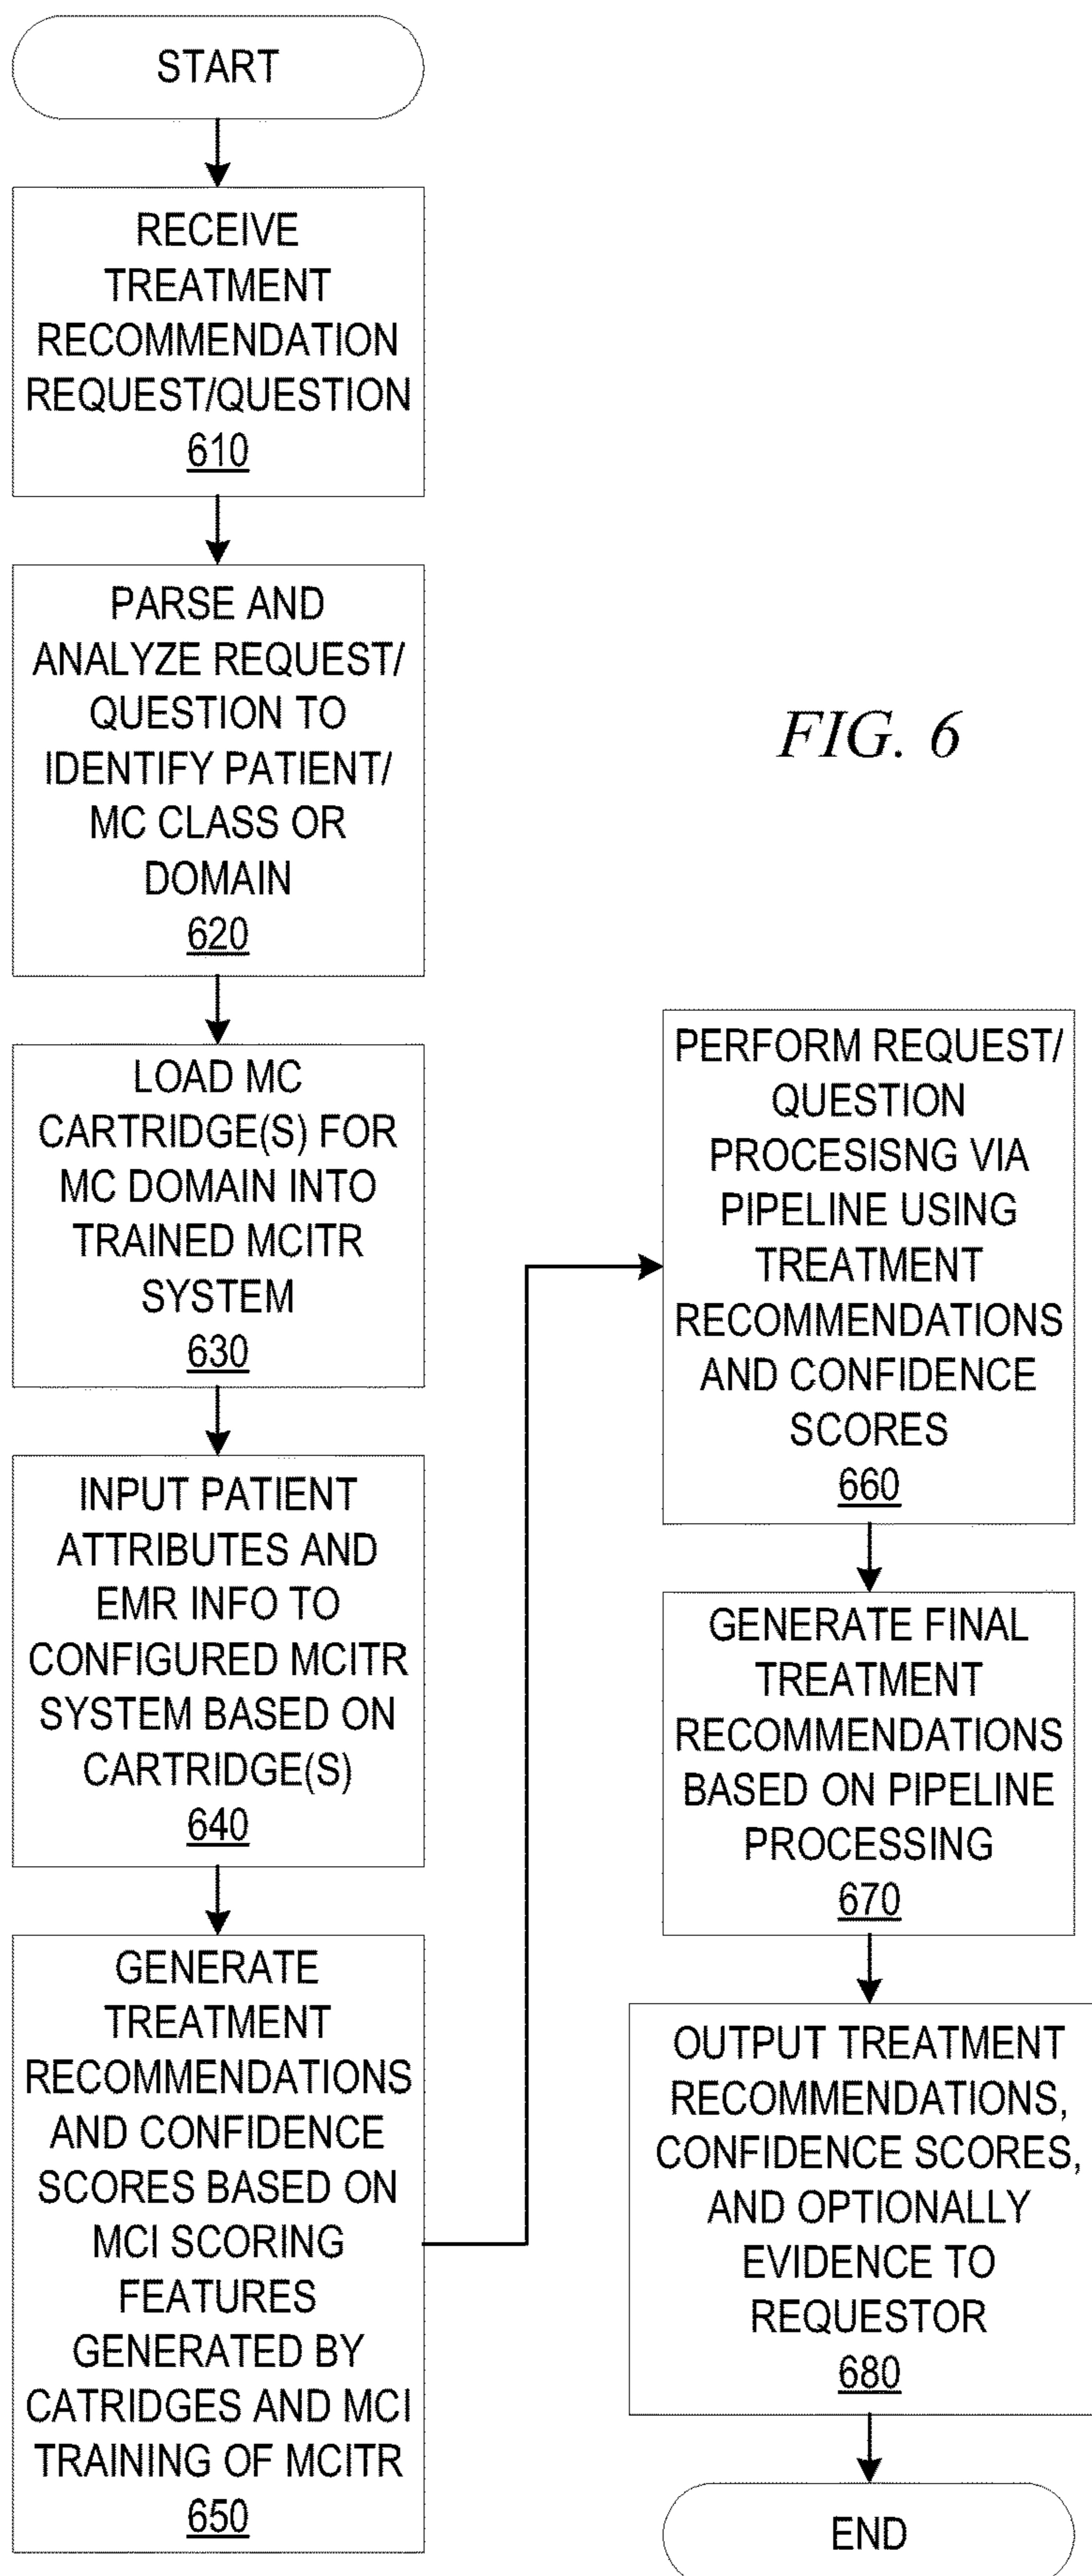 START
RECEIVE
TREATMENT
RECOMMENDATION
REQUEST/QUESTION
610
PARSE AND
ANALYZE REQUEST/
QUESTION TO
IDENTIFY PATIENT/
MC CLASS OR
DOMAIN
620
LOAD MC
CARTRIDGE(S) FOR
MC DOMAIN INTO
TRAINED MCITR
SYSTEM
630
INPUT PATIENT
ATTRIBUTES AND
EMR INFO TO
CONFIGURED MCITR
SYSTEM BASED ON
CARTRIDGE(S)
640
GENERATE
TREATMENT
RECOMMENDATIONS
AND CONFIDENCE
SCORES BASED ON
MCI SCORING
FEATURES
GENERATED BY
CATRIDGES AND MCI
TRAINING OF MCITR
650
FIG. 6
PERFORM REQUEST/
QUESTION
PROCESISNG VIA
PIPELINE USING
TREATMENT
RECOMMENDATIONS
AND CONFIDENCE
SCORES
660
GENERATE FINAL
TREATMENT
RECOMMENDATIONS
BASED ON PIPELINE
PROCESSING
670
OUTPUT TREATMENT
RECOMMENDATIONS,
CONFIDENCE SCORES,
AND OPTIONALLY
EVIDENCE TO
REQUESTOR
680
END